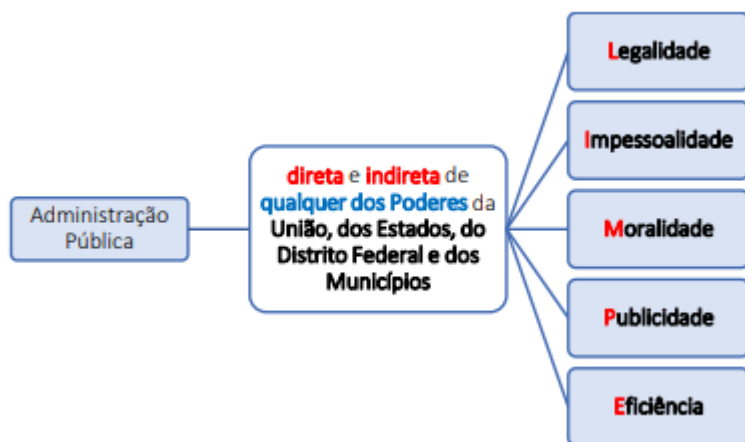 Administração
Pública
direta e indireta de
qualquer dos Poderes da
União, dos Estados, do
Distrito Federal e dos
Municípios
Legalidade
Impessoalidade
Moralidade
Publicidade
Eficiência